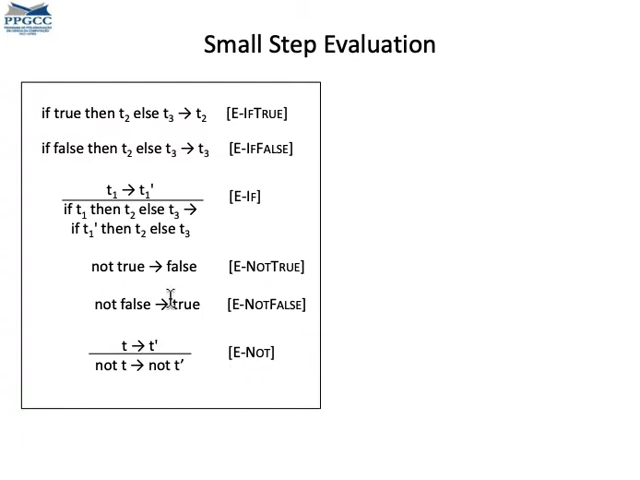 PPGCC
Small Step Evaluation
if true then t₂ else t₃ → t₂ [E-IFTRUE]
if false then t₂ else t₃ → t₃ [E-IFFALSE]
t₁ → t₁'
[E-IF]
if t₁ then t₂ else t₃ →
if t₁' then t₂ else t₃
not true → false [E-NOTTRUE]
not false → true [E-NOTFALSE]
t → t'
[E-NOT]
not t → not t’